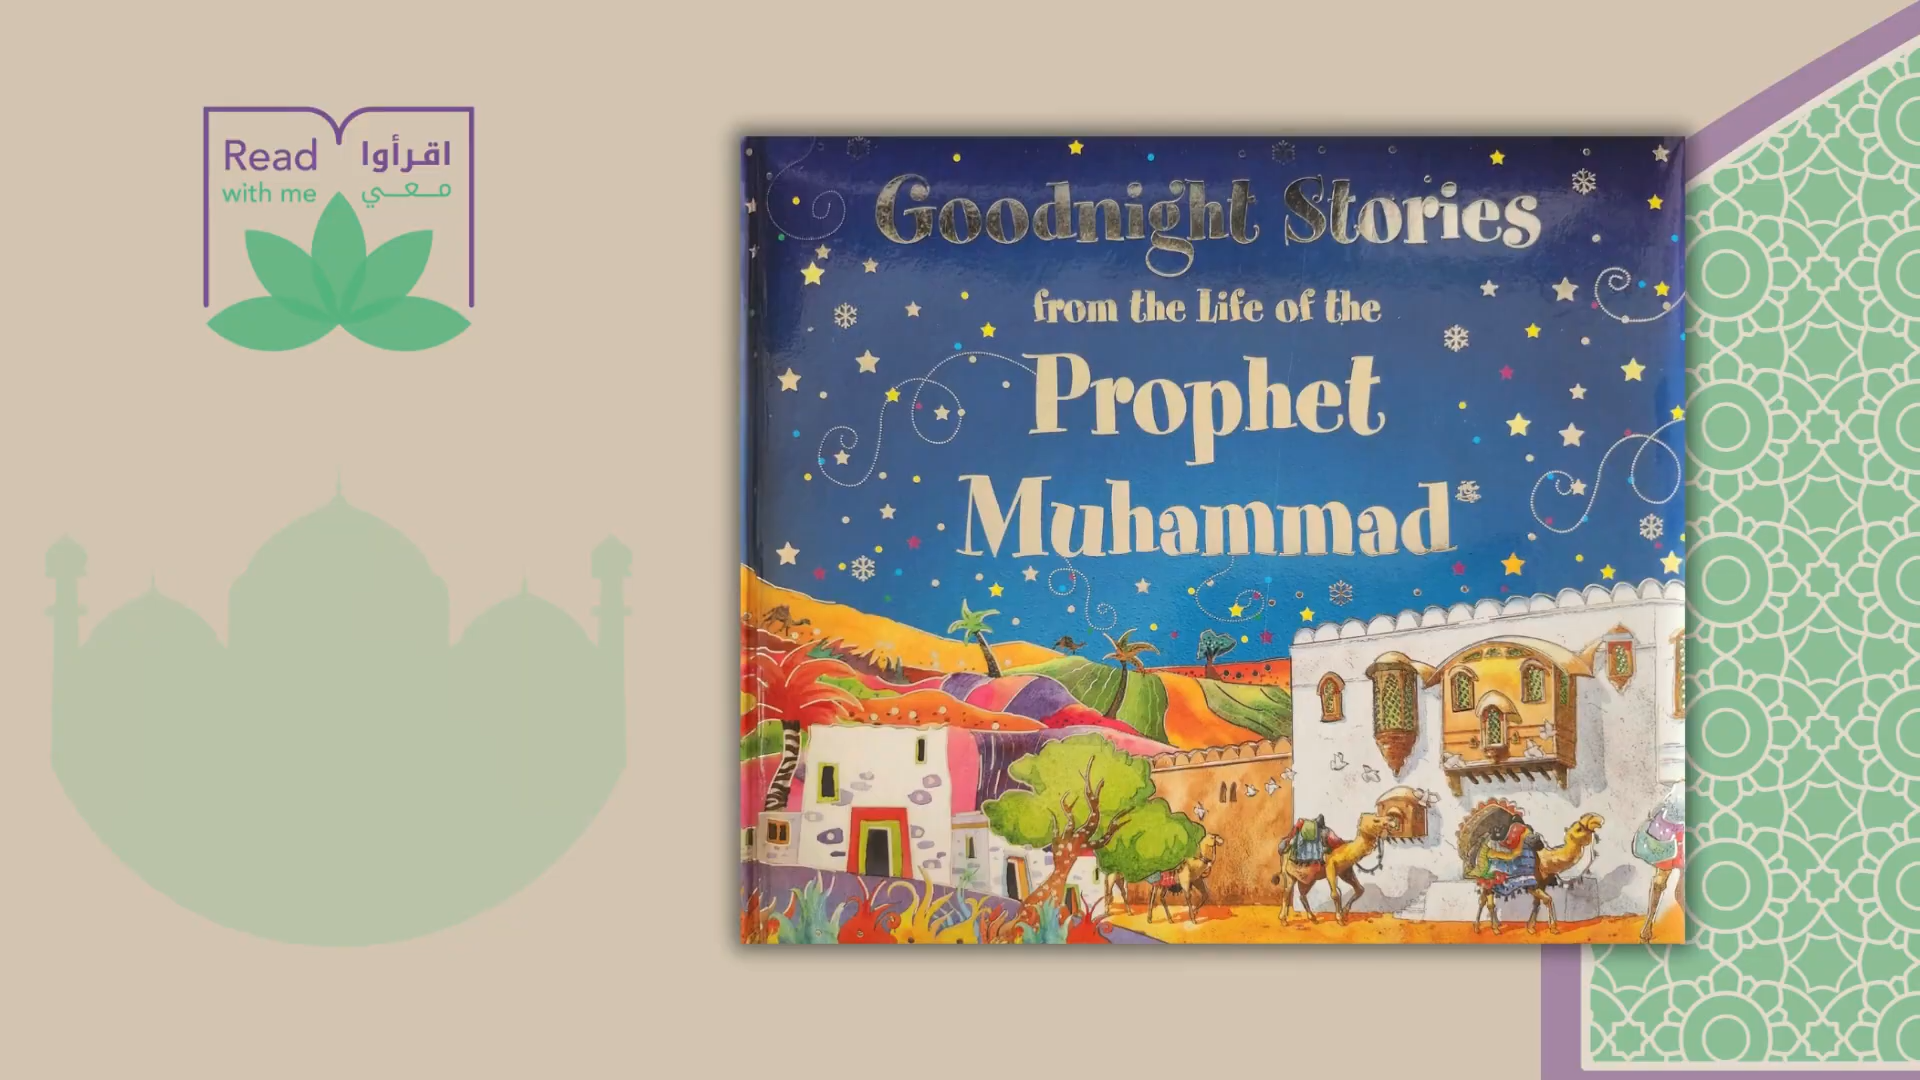 Read
with me
اقرأوا
معي
Goodnight Stories
from the Life of the
Prophet
Muhammad ﷺ